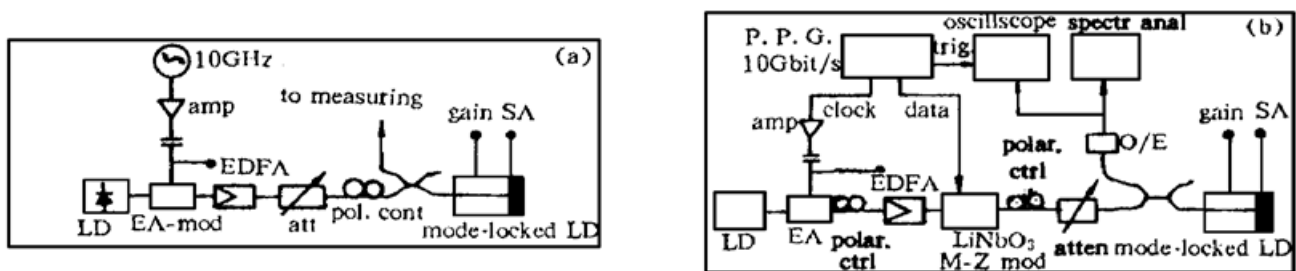 (a)
10GHz
amp
to measuring
gain SA
EDFA
LD
EA-mod
att
pol. cont
mode-locked LD
(b)
P. P. G.
10Gbit/s
trig.
oscillscope spectr anal
clock
data
amp
gain SA
polar.
ctrl
O/E
EDFA
LD
EA
polar.
ctrl
LiNbO₃
M-Z mod
atten mode-locked LD